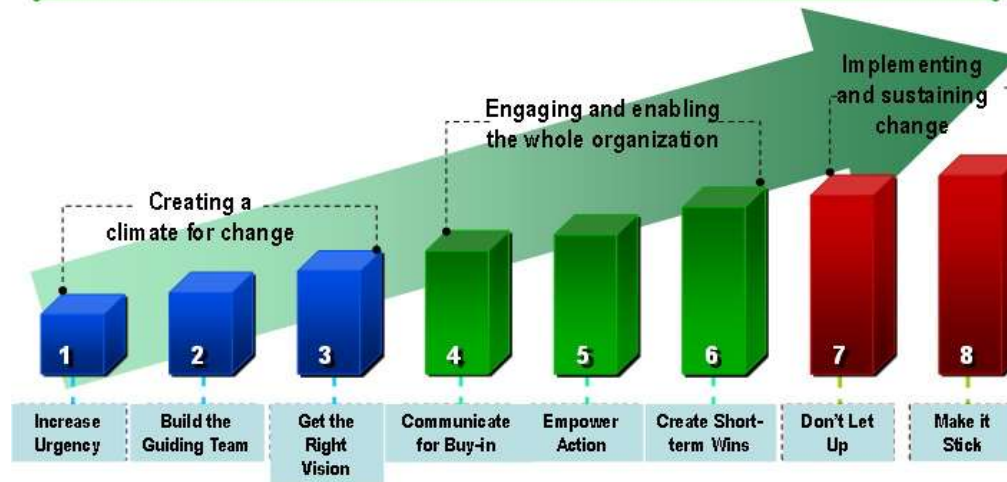 Implementing
and sustaining
change
Engaging and enabling
the whole organization
Creating a
climate for change
1
2
3
4
5
6
7
8
Increase
Urgency
Build the
Guiding Team
Get the
Right
Vision
Communicate
for Buy-in
Empower
Action
Create Short-
term Wins
Don't Let
Up
Make it
Stick